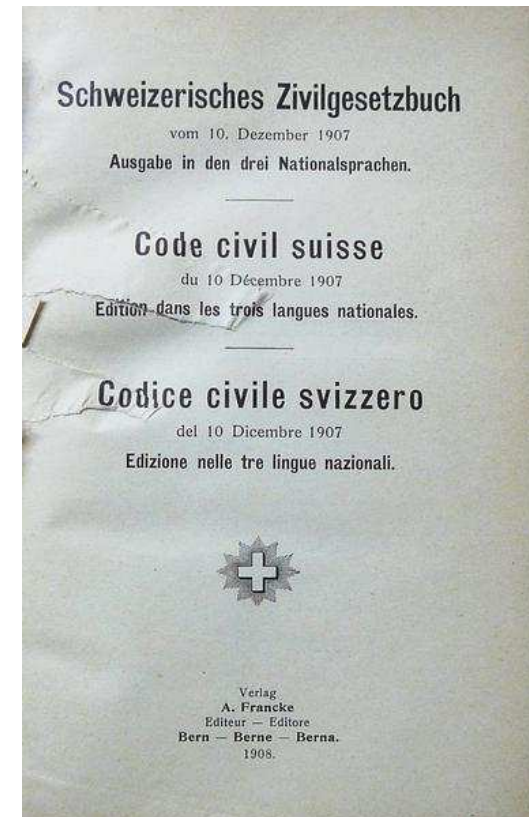 Schweizerisches Zivilgesetzbuch
vom 10. Dezember 1907
Ausgabe in den drei Nationalsprachen.
Code civil suisse
du 10 Décembre 1907
Edition dans les trois langues nationales.
Codice civile svizzero
del 10 Dicembre 1907
Edizione nelle tre lingue nazionali.
Verlag
A. Francke
Editeur — Editore
Bern — Berne — Berna.
1908.